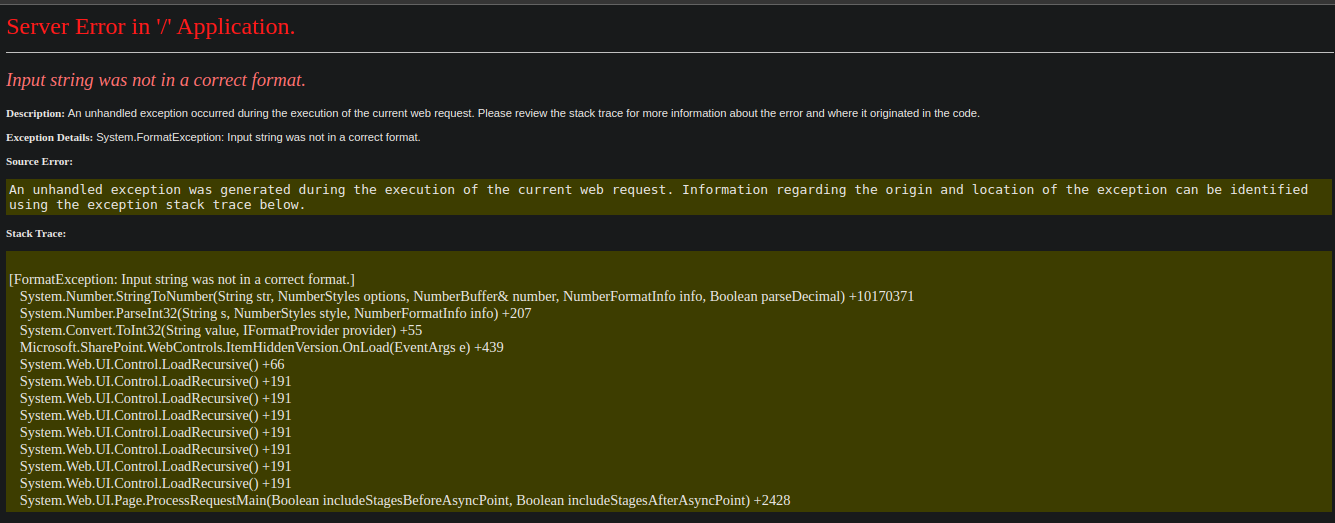 Server Error in '/' Application.
Input string was not in a correct format.
Description: An unhandled exception occurred during the execution of the current web request. Please review the stack trace for more information about the error and where it originated in the code.
Exception Details: System.FormatException: Input string was not in a correct format.
Source Error:
An unhandled exception was generated during the execution of the current web request. Information regarding the origin and location of the exception can be identified
using the exception stack trace below.
Stack Trace:
[FormatException: Input string was not in a correct format.]
System.Number.StringToNumber(String str, NumberStyles options, NumberBuffer& number, NumberFormatInfo info, Boolean parseDecimal) +10170371
System.Number.ParseInt32(String s, NumberStyles style, NumberFormatInfo info) +207
System.Convert.ToInt32(String value, IFormatProvider provider) +55
Microsoft.SharePoint.WebControls.ItemHiddenVersion.OnLoad(EventArgs e) +439
System.Web.UI.Control.LoadRecursive() +66
System.Web.UI.Control.LoadRecursive() +191
System.Web.UI.Control.LoadRecursive() +191
System.Web.UI.Control.LoadRecursive() +191
System.Web.UI.Control.LoadRecursive() +191
System.Web.UI.Control.LoadRecursive() +191
System.Web.UI.Control.LoadRecursive() +191
System.Web.UI.Control.LoadRecursive() +191
System.Web.UI.Page.ProcessRequestMain(Boolean includeStagesBeforeAsyncPoint, Boolean includeStagesAfterAsyncPoint) +2428